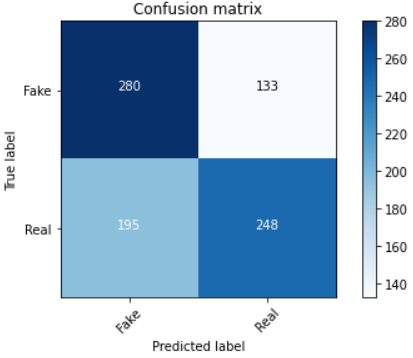 Confusion matrix
True label
Fake
280
133
Real
195
248
Fake
Real
Predicted label
280
260
240
220
200
180
160
140